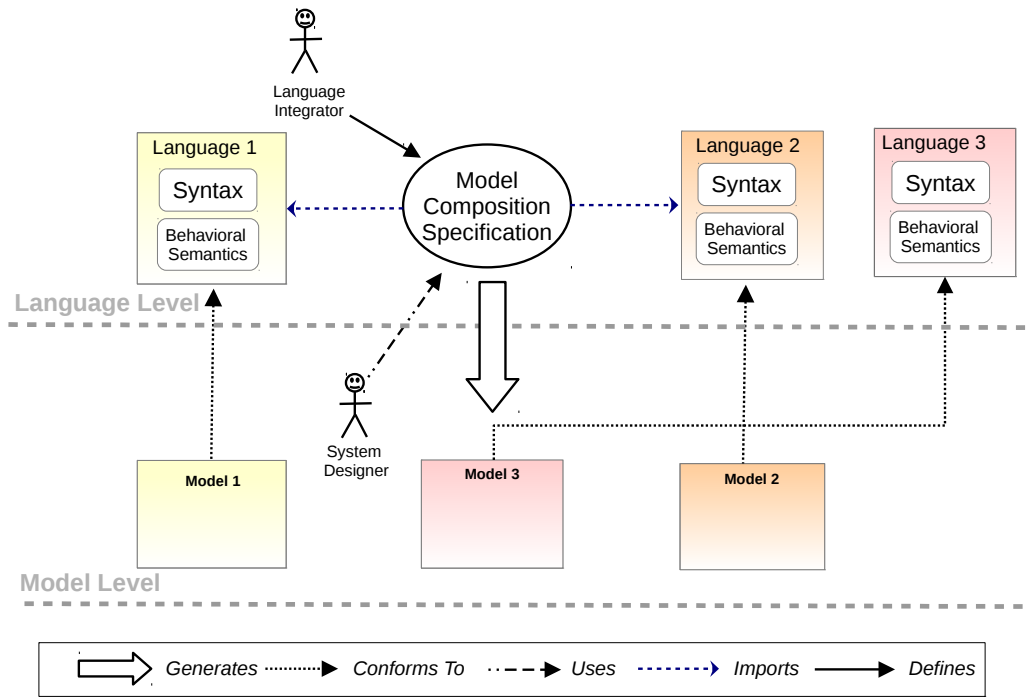 Language
Integrator
Language 1
Syntax
Behavioral
Semantics
Model
Composition
Specification
Language 2
Syntax
Behavioral
Semantics
Language 3
Syntax
Behavioral
Semantics
Language Level
System
Designer
Model 1
Model 3
Model 2
Model Level
Generates
Conforms To
Uses
Imports
Defines